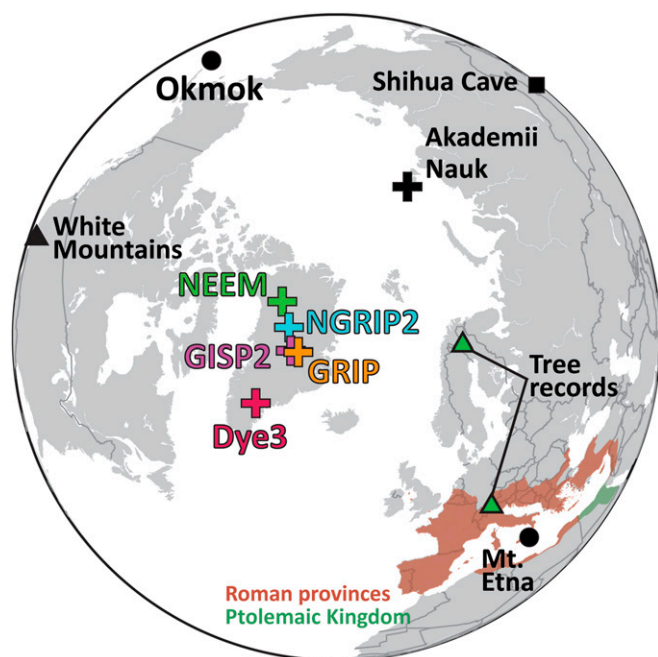 Okmok
Shihua Cave
Akademii
Nauk
White
Mountains
NEEM
NGRIP2
GISP2
GRIP
Tree
records
Dye3
Mt.
Etna
Roman provinces
Ptolemaic Kingdom